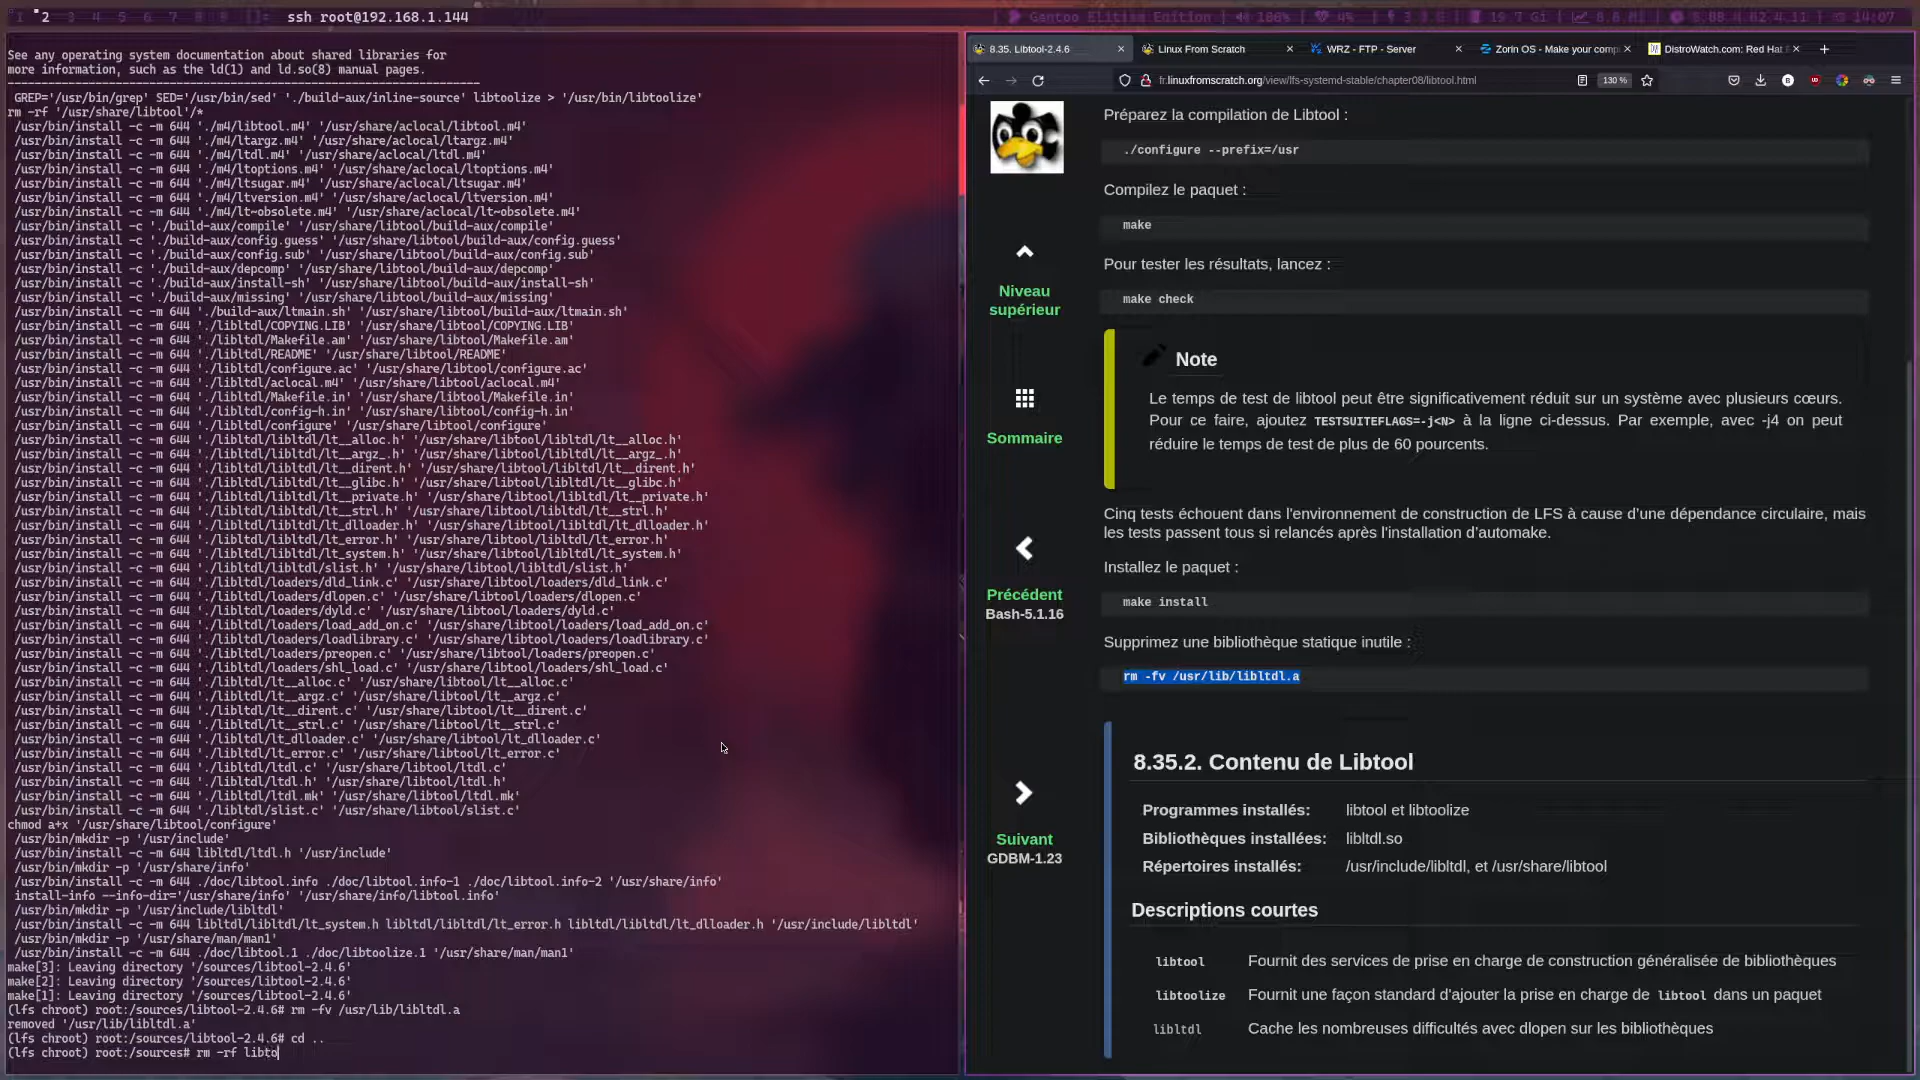 2
ssh root@192.168.1.144
Gentoo ELitism Edition
14:07
See any operating system documentation about shared libraries for
more information, such as the ld(1) and ld.so(8) manual pages.
----------------------------------------------------------------------
GREP='/usr/bin/grep' SED='/usr/bin/sed' './build-aux/inline-source' libtoolize > '/usr/bin/libtoolize'
rm -rf '/usr/share/libtool'/*
/usr/bin/install -c -m 644 './m4/libtool.m4' '/usr/share/aclocal/libtool.m4'
/usr/bin/install -c -m 644 './m4/ltargz.m4' '/usr/share/aclocal/ltargz.m4'
/usr/bin/install -c -m 644 './m4/ltdl.m4' '/usr/share/aclocal/ltdl.m4'
/usr/bin/install -c -m 644 './m4/ltoptions.m4' '/usr/share/aclocal/ltoptions.m4'
/usr/bin/install -c -m 644 './m4/ltsugar.m4' '/usr/share/aclocal/ltsugar.m4'
/usr/bin/install -c -m 644 './m4/ltversion.m4' '/usr/share/aclocal/ltversion.m4'
/usr/bin/install -c -m 644 './m4/lt~obsolete.m4' '/usr/share/aclocal/lt~obsolete.m4'
/usr/bin/install -c './build-aux/compile' '/usr/share/libtool/build-aux/compile'
/usr/bin/install -c './build-aux/config.guess' '/usr/share/libtool/build-aux/config.guess'
/usr/bin/install -c './build-aux/config.sub' '/usr/share/libtool/build-aux/config.sub'
/usr/bin/install -c './build-aux/depcomp' '/usr/share/libtool/build-aux/depcomp'
/usr/bin/install -c './build-aux/install-sh' '/usr/share/libtool/build-aux/install-sh'
/usr/bin/install -c './build-aux/missing' '/usr/share/libtool/build-aux/missing'
/usr/bin/install -c -m 644 './build-aux/ltmain.sh' '/usr/share/libtool/build-aux/ltmain.sh'
/usr/bin/install -c -m 644 './libltdl/COPYING.LIB' '/usr/share/libtool/COPYING.LIB'
/usr/bin/install -c -m 644 './libltdl/Makefile.am' '/usr/share/libtool/Makefile.am'
/usr/bin/install -c -m 644 './libltdl/README' '/usr/share/libtool/README'
/usr/bin/install -c -m 644 './libltdl/configure.ac' '/usr/share/libtool/configure.ac'
/usr/bin/install -c -m 644 './libltdl/aclocal.m4' '/usr/share/libtool/aclocal.m4'
/usr/bin/install -c -m 644 './libltdl/Makefile.in' '/usr/share/libtool/Makefile.in'
/usr/bin/install -c -m 644 './libltdl/config-h.in' '/usr/share/libtool/config-h.in'
/usr/bin/install -c -m 644 './libltdl/configure' '/usr/share/libtool/configure'
/usr/bin/install -c -m 644 './libltdl/libltdl/lt__alloc.h' '/usr/share/libtool/libltdl/lt__alloc.h'
/usr/bin/install -c -m 644 './libltdl/libltdl/lt__argz_.h' '/usr/share/libtool/libltdl/lt__argz_.h'
/usr/bin/install -c -m 644 './libltdl/libltdl/lt__dirent.h' '/usr/share/libtool/libltdl/lt__dirent.h'
/usr/bin/install -c -m 644 './libltdl/libltdl/lt__glibc.h' '/usr/share/libtool/libltdl/lt__glibc.h'
/usr/bin/install -c -m 644 './libltdl/libltdl/lt__private.h' '/usr/share/libtool/libltdl/lt__private.h'
/usr/bin/install -c -m 644 './libltdl/libltdl/lt__strl.h' '/usr/share/libtool/libltdl/lt__strl.h'
/usr/bin/install -c -m 644 './libltdl/libltdl/lt_dlloader.h' '/usr/share/libtool/libltdl/lt_dlloader.h'
/usr/bin/install -c -m 644 './libltdl/libltdl/lt_error.h' '/usr/share/libtool/libltdl/lt_error.h'
/usr/bin/install -c -m 644 './libltdl/libltdl/lt_system.h' '/usr/share/libtool/libltdl/lt_system.h'
/usr/bin/install -c -m 644 './libltdl/libltdl/slist.h' '/usr/share/libtool/libltdl/slist.h'
/usr/bin/install -c -m 644 './libltdl/loaders/dld_link.c' '/usr/share/libtool/loaders/dld_link.c'
/usr/bin/install -c -m 644 './libltdl/loaders/dlopen.c' '/usr/share/libtool/loaders/dlopen.c'
/usr/bin/install -c -m 644 './libltdl/loaders/dyld.c' '/usr/share/libtool/loaders/dyld.c'
/usr/bin/install -c -m 644 './libltdl/loaders/load_add_on.c' '/usr/share/libtool/loaders/load_add_on.c'
/usr/bin/install -c -m 644 './libltdl/loaders/loadlibrary.c' '/usr/share/libtool/loaders/loadlibrary.c'
/usr/bin/install -c -m 644 './libltdl/loaders/preopen.c' '/usr/share/libtool/loaders/preopen.c'
/usr/bin/install -c -m 644 './libltdl/loaders/shl_load.c' '/usr/share/libtool/loaders/shl_load.c'
/usr/bin/install -c -m 644 './libltdl/lt__alloc.c' '/usr/share/libtool/lt__alloc.c'
/usr/bin/install -c -m 644 './libltdl/lt__argz.c' '/usr/share/libtool/lt__argz.c'
/usr/bin/install -c -m 644 './libltdl/lt__dirent.c' '/usr/share/libtool/lt__dirent.c'
/usr/bin/install -c -m 644 './libltdl/lt__strl.c' '/usr/share/libtool/lt__strl.c'
/usr/bin/install -c -m 644 './libltdl/lt_dlloader.c' '/usr/share/libtool/lt_dlloader.c'
/usr/bin/install -c -m 644 './libltdl/lt_error.c' '/usr/share/libtool/lt_error.c'
/usr/bin/install -c -m 644 './libltdl/ltdl.c' '/usr/share/libtool/ltdl.c'
/usr/bin/install -c -m 644 './libltdl/ltdl.h' '/usr/share/libtool/ltdl.h'
/usr/bin/install -c -m 644 './libltdl/ltdl.mk' '/usr/share/libtool/ltdl.mk'
/usr/bin/install -c -m 644 './libltdl/slist.c' '/usr/share/libtool/slist.c'
chmod a+x '/usr/share/libtool/configure'
/usr/bin/mkdir -p '/usr/include'
/usr/bin/install -c -m 644 libltdl/ltdl.h '/usr/include'
/usr/bin/mkdir -p '/usr/share/info'
/usr/bin/install -c -m 644 ./doc/libtool.info ./doc/libtool.info-1 ./doc/libtool.info-2 '/usr/share/info'
install-info --info-dir='/usr/share/info' '/usr/share/info/libtool.info'
/usr/bin/mkdir -p '/usr/include/libltdl'
/usr/bin/install -c -m 644 libltdl/libltdl/lt_system.h libltdl/libltdl/lt_error.h libltdl/libltdl/lt_dlloader.h '/usr/include/libltdl'
/usr/bin/mkdir -p '/usr/share/man/man1'
/usr/bin/install -c -m 644 ./doc/libtool.1 ./doc/libtoolize.1 '/usr/share/man/man1'
make[3]: Leaving directory '/sources/libtool-2.4.6'
make[2]: Leaving directory '/sources/libtool-2.4.6'
make[1]: Leaving directory '/sources/libtool-2.4.6'
(lfs chroot) root:/sources/libtool-2.4.6# rm -fv /usr/lib/libltdl.a
removed '/usr/lib/libltdl.a'
(lfs chroot) root:/sources/libtool-2.4.6# cd ..
(lfs chroot) root:/sources# rm -rf libto
8.35. Libtool-2.4.6
Linux From Scratch
WRZ - FTP - Server
Zorin OS - Make your comp
DistroWatch.com: Red Hat E
fr.linuxfromscratch.org/view/lfs-systemd-stable/chapter08/libtool.html
130 %
Préparez la compilation de Libtool :
./configure --prefix=/usr
Compilez le paquet :
make
Pour tester les résultats, lancez :
make check
Niveau
supérieur
Note
Le temps de test de libtool peut être significativement réduit sur un système avec plusieurs cœurs.
Pour ce faire, ajoutez TESTSUITEFLAGS=-j<N> à la ligne ci-dessus. Par exemple, avec -j4 on peut
réduire le temps de test de plus de 60 pourcents.
Sommaire
Cinq tests échouent dans l'environnement de construction de LFS à cause d'une dépendance circulaire, mais
les tests passent tous si relancés après l'installation d'automake.
Installez le paquet :
make install
Précédent
Bash-5.1.16
Supprimez une bibliothèque statique inutile :
rm -fv /usr/lib/libltdl.a
8.35.2. Contenu de Libtool
Programmes installés: libtool et libtoolize
Bibliothèques installées: libltdl.so
Répertoires installés: /usr/include/libltdl, et /usr/share/libtool
Suivant
GDBM-1.23
Descriptions courtes
libtool Fournit des services de prise en charge de construction généralisée de bibliothèques
libtoolize Fournit une façon standard d'ajouter la prise en charge de libtool dans un paquet
libltdl Cache les nombreuses difficultés avec dlopen sur les bibliothèques